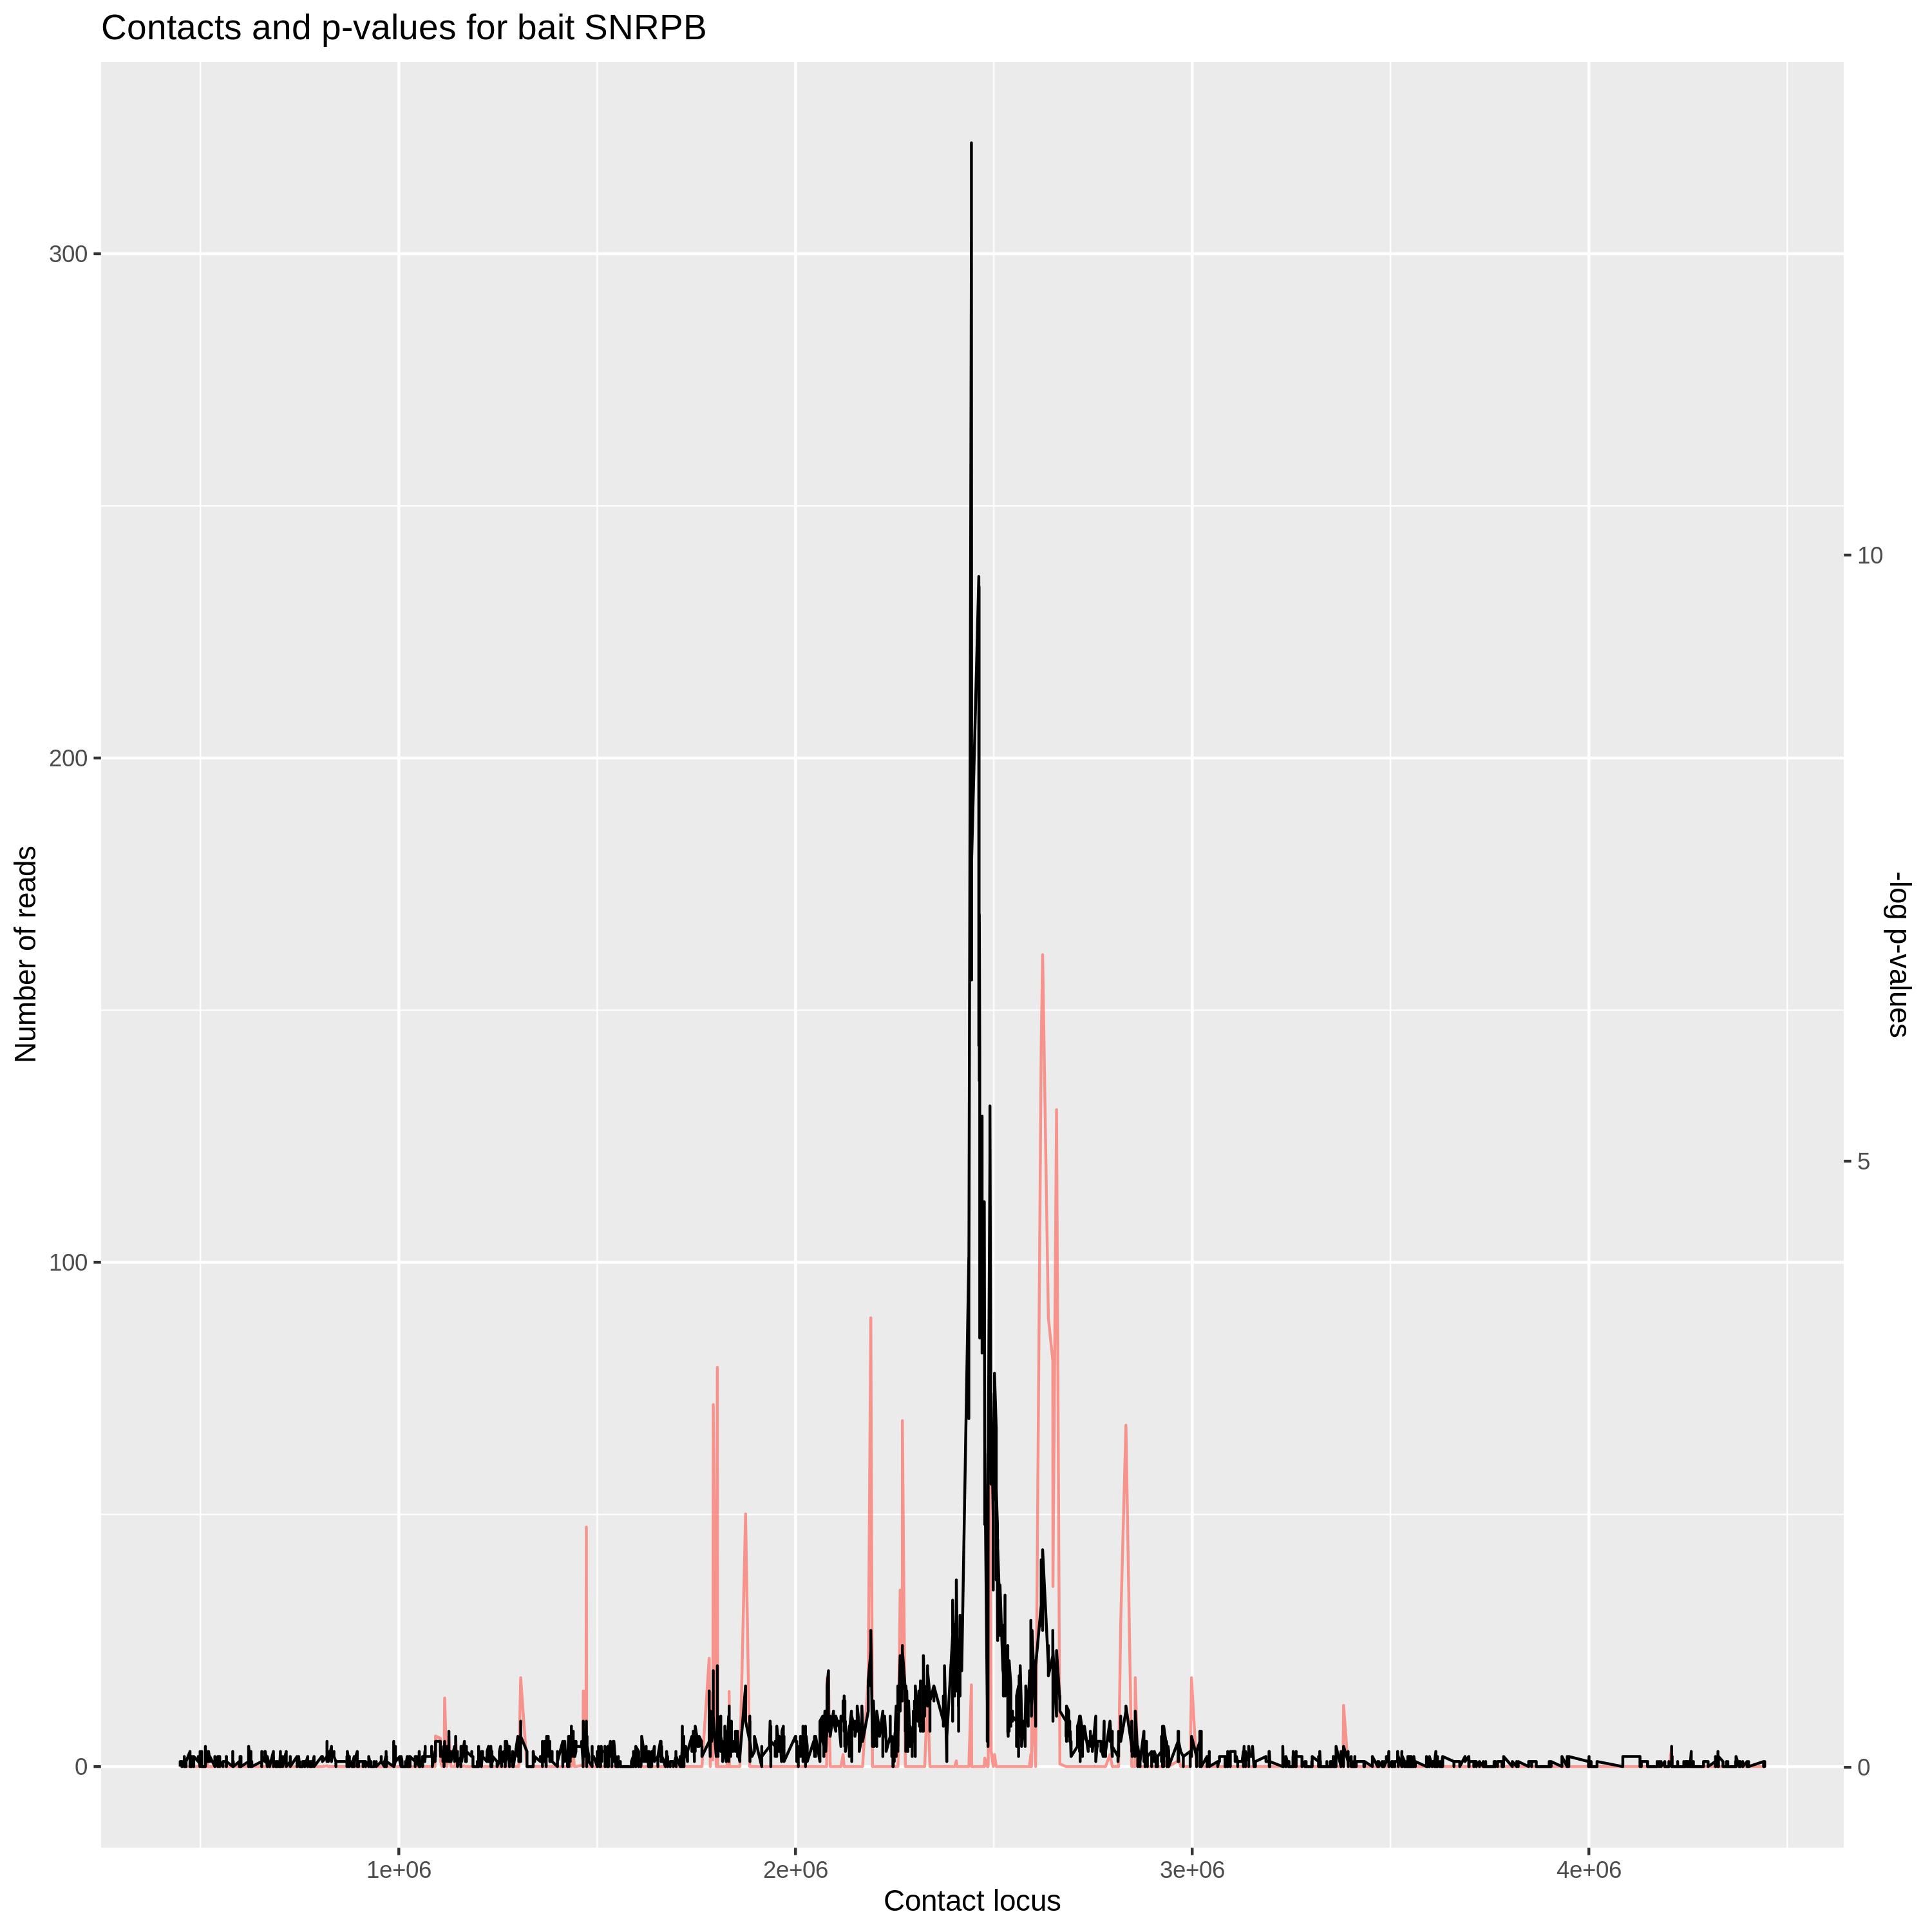 Contacts and p-values for bait SNRPB
300
200
100
0
Number of reads
10
5
0
-log p-values
1e+06
2e+06
3e+06
4e+06
Contact locus